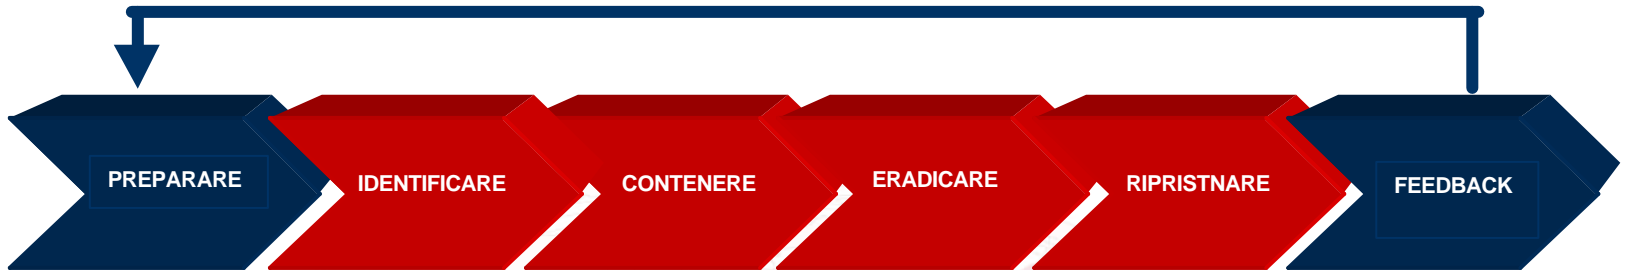 PREPARARE
IDENTIFICARE
CONTENERE
ERADICARE
RIPRISTNARE
FEEDBACK